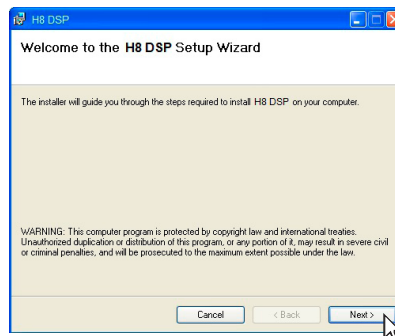 H8 DSP
Welcome to the H8 DSP Setup Wizard
The installer will guide you through the steps required to install H8 DSP on your computer.
WARNING: This computer program is protected by copyright law and international treaties.
Unauthorized duplication or distribution of this program, or any portion of it, may result in severe civil
or criminal penalties, and will be prosecuted to the maximum extent possible under the law.
Cancel
< Back
Next >